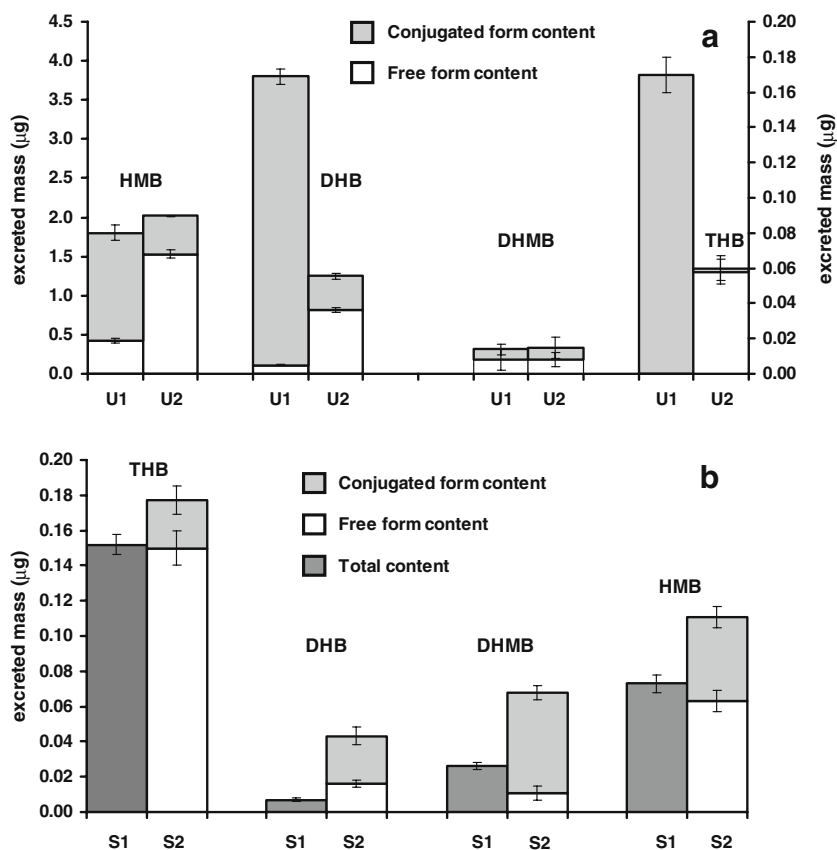 a
Conjugated form content
Free form content
excreted mass (µg)
4.5
4.0
3.5
3.0
2.5
2.0
1.5
1.0
0.5
0.0
0.20
0.18
0.16
0.14
0.12
0.10
0.08
0.06
0.04
0.02
0.00
excreted mass (µg)
HMB
DHB
DHMB
THB
U1 U2 U1 U2 U1 U2 U1 U2
b
Conjugated form content
Free form content
Total content
excreted mass (µg)
0.20
0.18
0.16
0.14
0.12
0.10
0.08
0.06
0.04
0.02
0.00
THB
DHB
DHMB
HMB
S1 S2 S1 S2 S1 S2 S1 S2